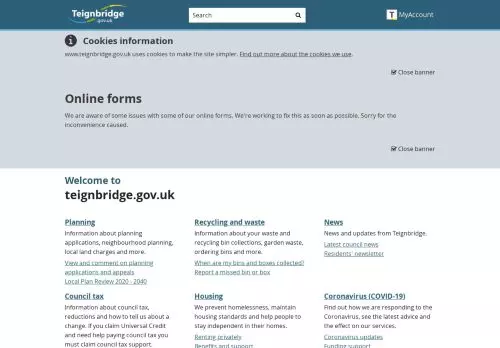 Teignbridge
.gov.uk
Search
T MyAccount
Cookies information
www.teignbridge.gov.uk uses cookies to make the site simpler. Find out more about the cookies we use.
Close banner
Online forms
We are aware of some issues with some of our online forms. We're working to fix this as soon as possible. Sorry for the
inconvenience caused.
Close banner
Welcome to
teignbridge.gov.uk
Planning
Information about planning
applications, neighbourhood planning,
local land charges and more.
View and comment on planning
applications and appeals
Local Plan Review 2020 - 2040
Recycling and waste
Information about your waste and
recycling bin collections, garden waste,
ordering bins and more.
When are my bins and boxes collected?
Report a missed bin or box
News
News and updates from Teignbridge.
Latest council news
Residents' newsletter
Council tax
Information about council tax,
reductions and how to tell us about a
change. If you claim Universal Credit
and need help paying council tax you
must claim council tax support.
Housing
We prevent homelessness, maintain
housing standards and help people to
stay independent in their homes.
Renting privately
Benefits and support
Coronavirus (COVID-19)
Find out how we are responding to the
Coronavirus, see the latest advice and
the effect on our services.
Coronavirus updates
Funding support